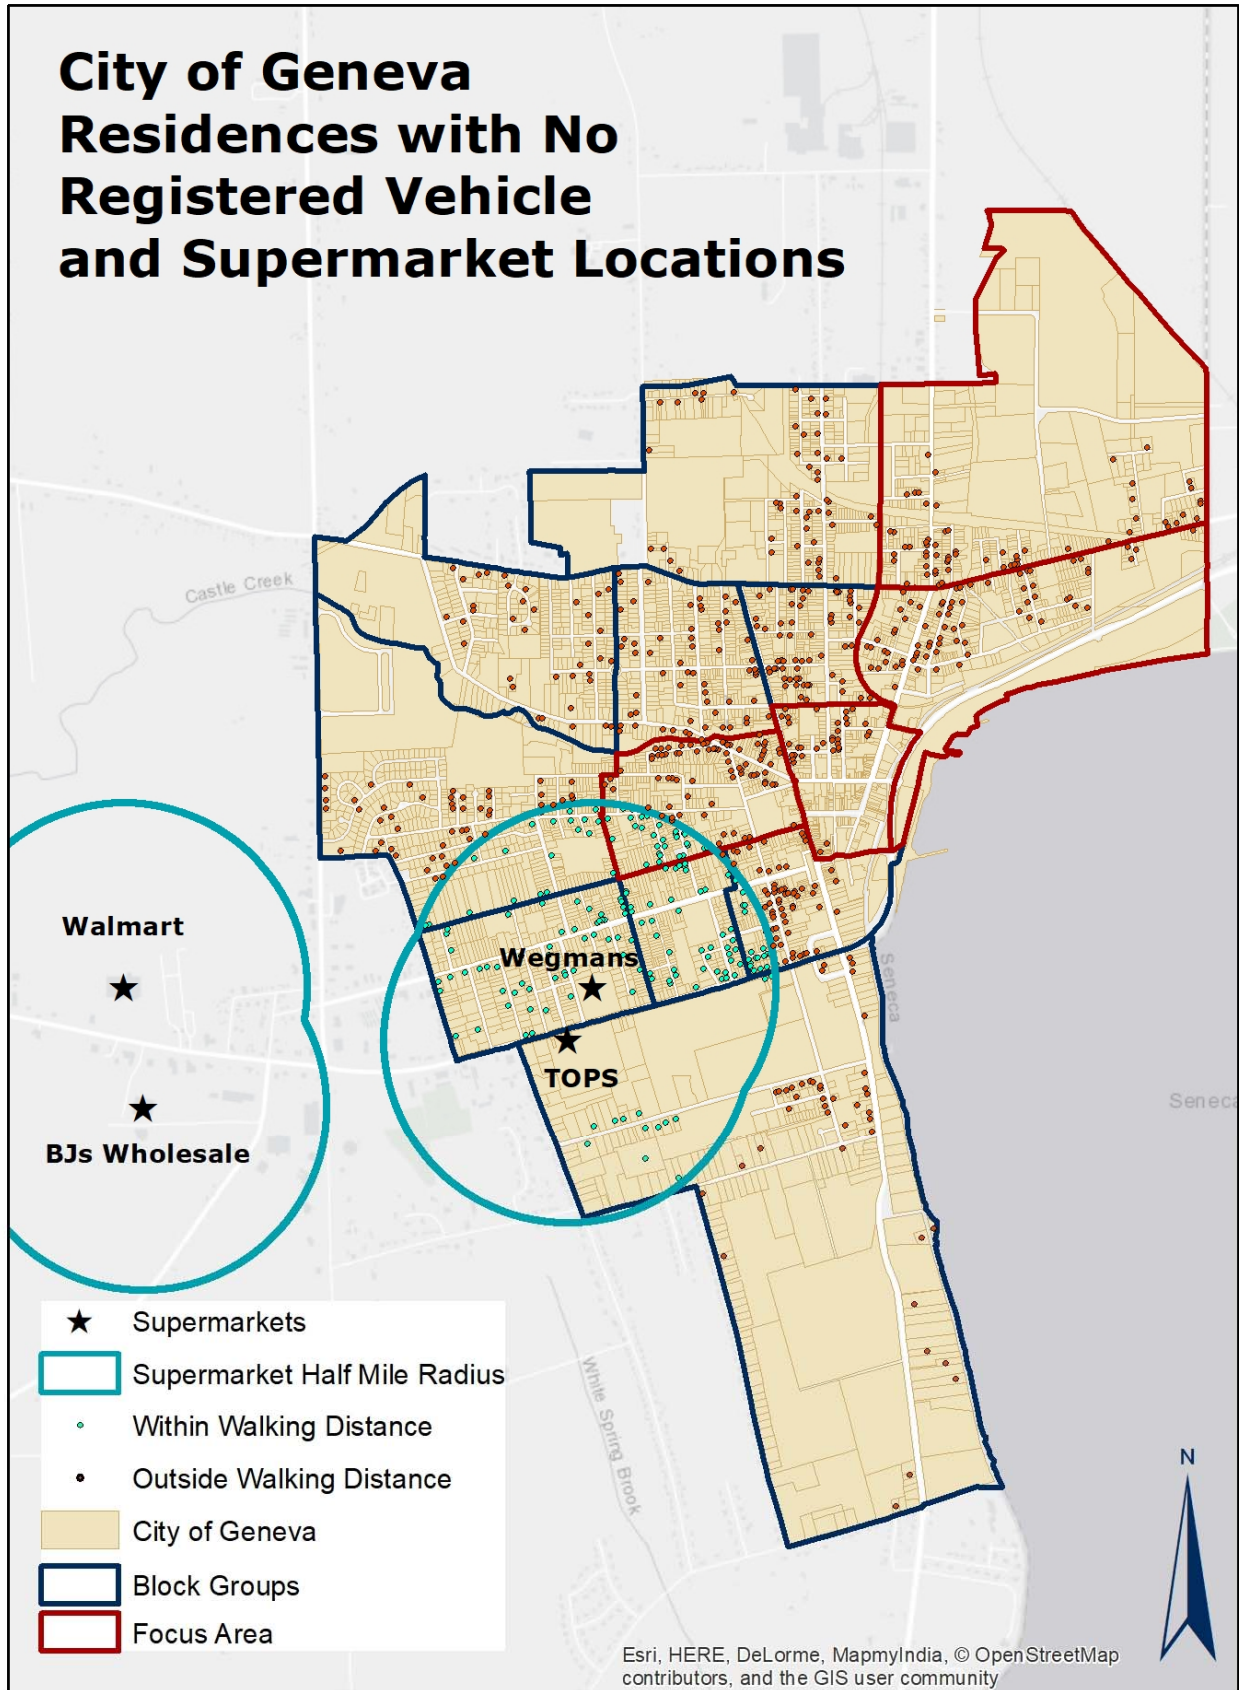 City of Geneva
Residences with No
Registered Vehicle
and Supermarket Locations
Castle Creek
Walmart
Wegmans
Seneca
TOPS
Seneca
BJs Wholesale
Supermarkets
Supermarket Half Mile Radius
Within Walking Distance
Outside Walking Distance
City of Geneva
Block Groups
Focus Area
White Spring Brook
N
Esri, HERE, DeLorme, MapmyIndia, © OpenStreetMap
contributors, and the GIS user community